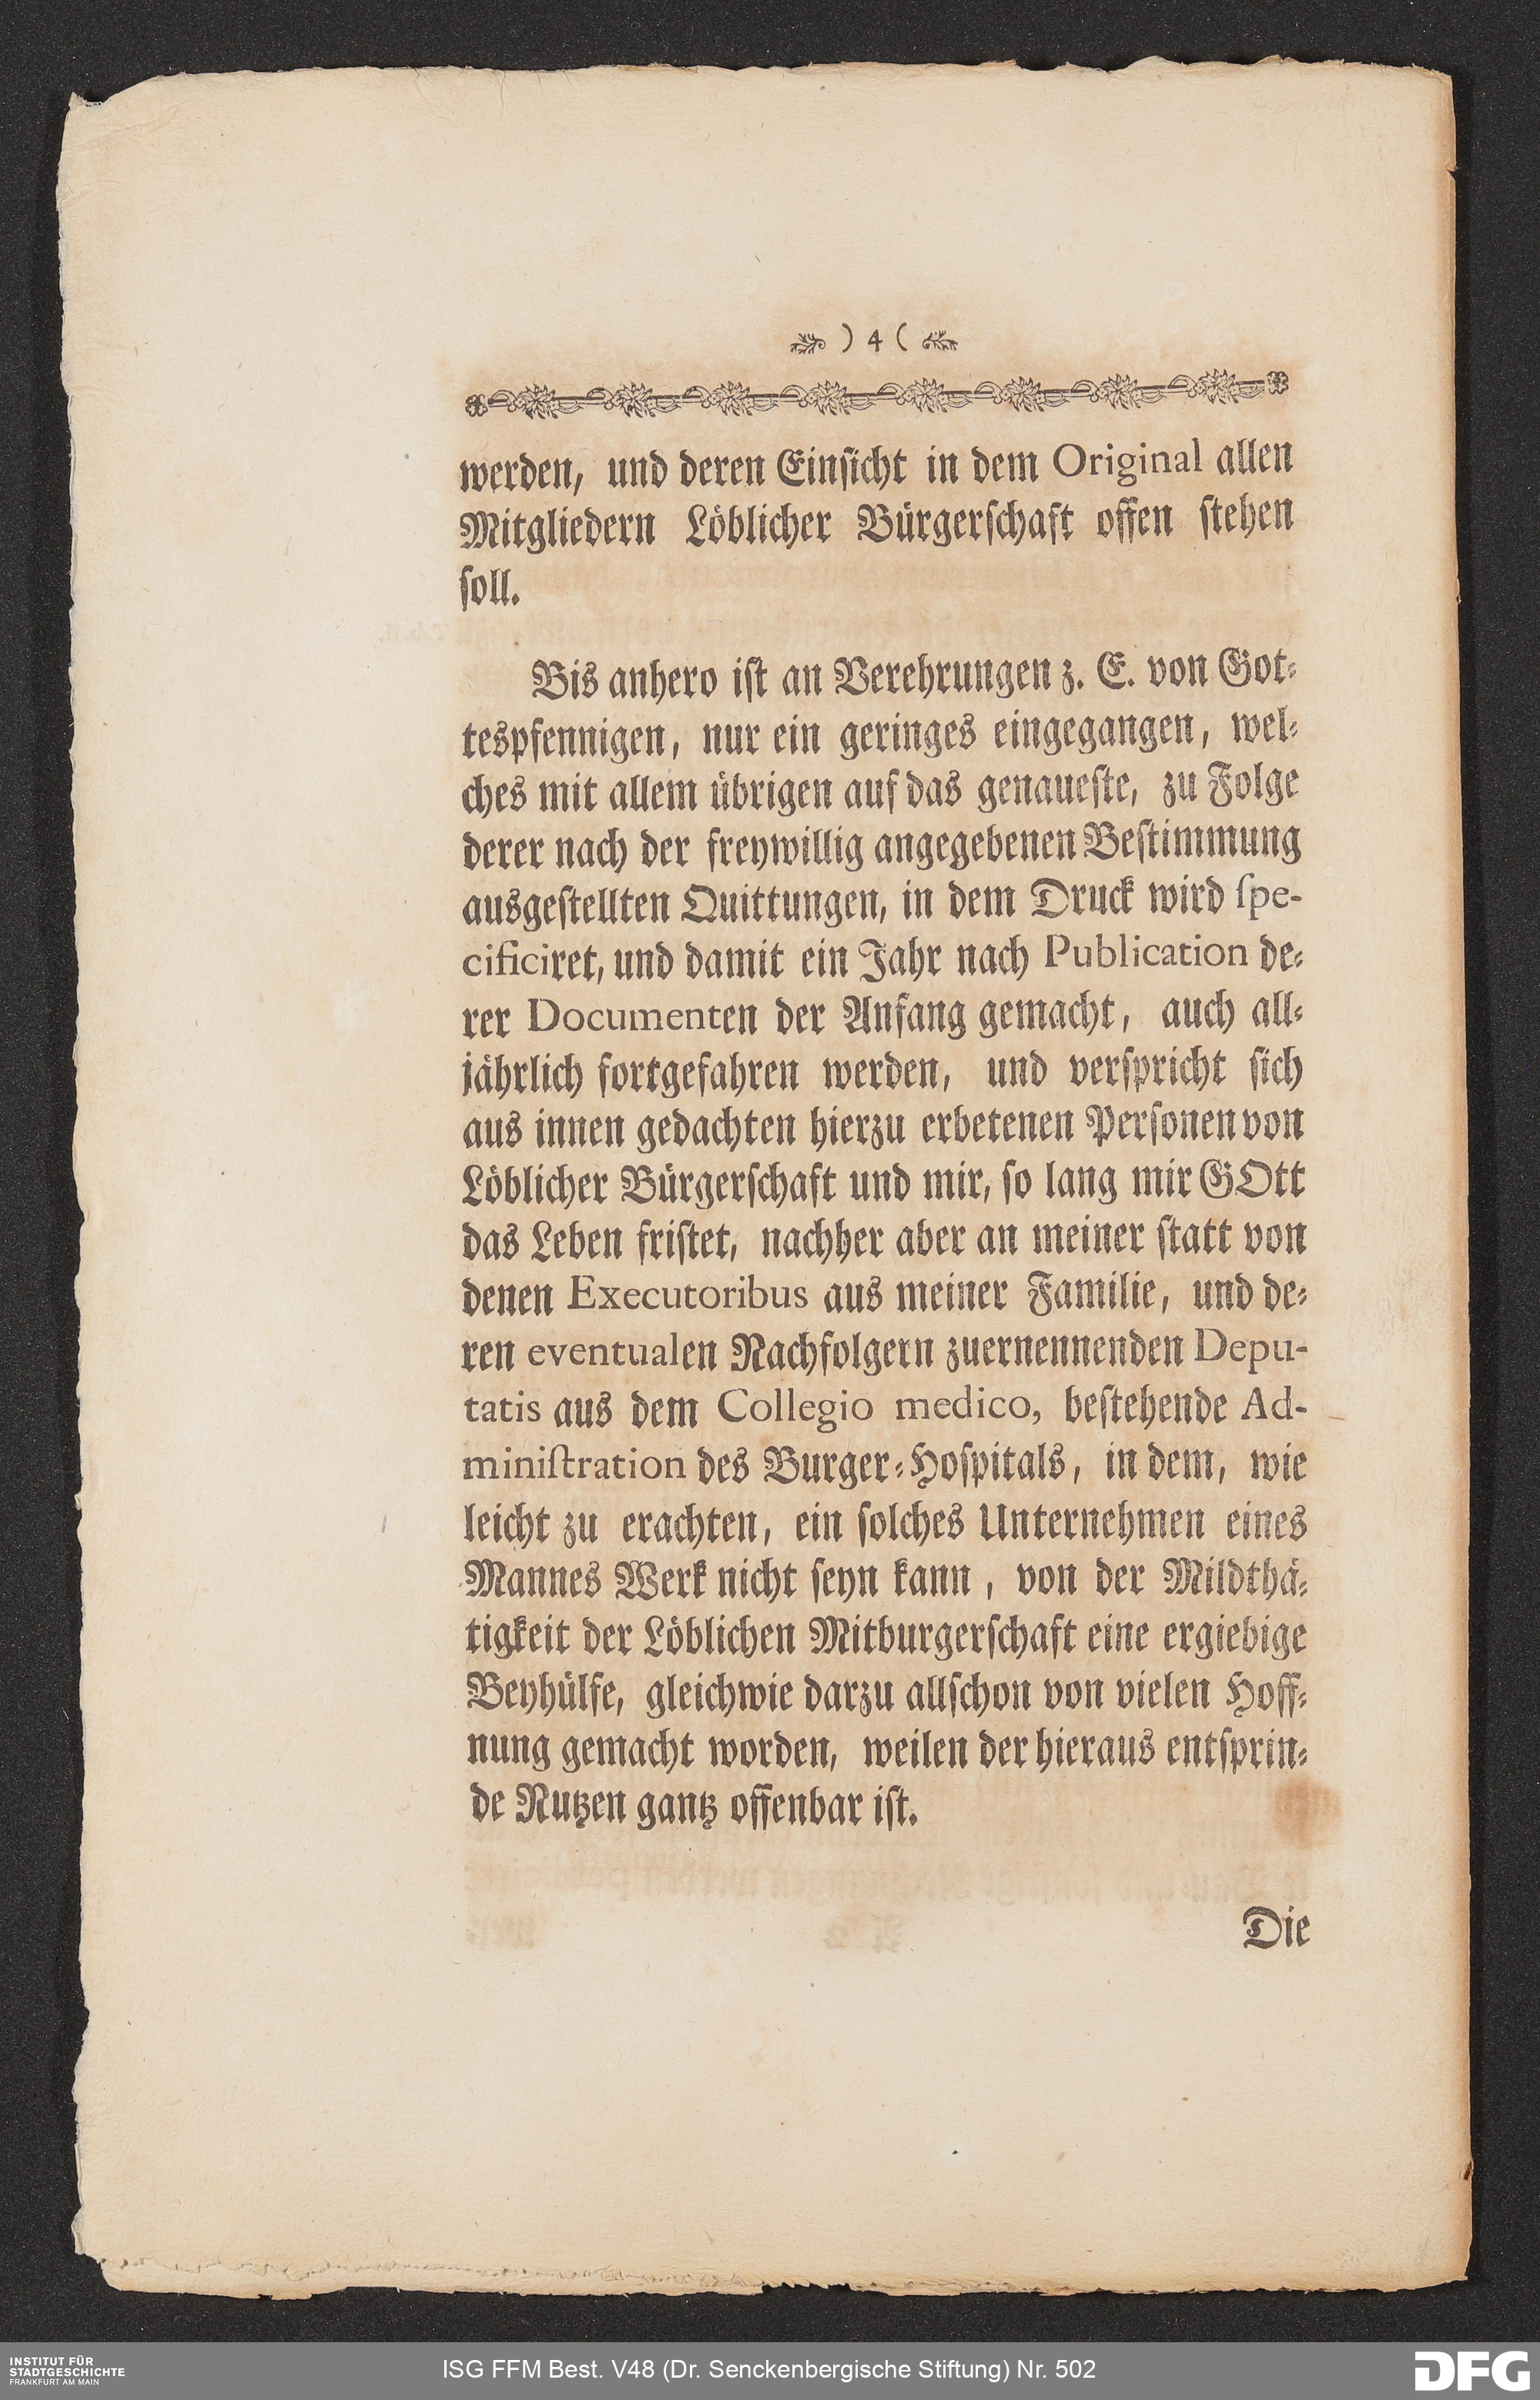 ) 4 (
werden, und deren Einsicht in dem Original allen
Mitgliedern Löblicher Bürgerschaft offen stehen
soll.
Bis anhero ist an Verehrungen z. E. von Got-
tespfennigen, nur ein geringes eingegangen, wel-
ches mit allem übrigen auf das genaueste, zu Folge
derer nach der freywillig angegebenen Bestimmung
ausgestellten Quittungen, in dem Druck wird spe-
cificiret, und damit ein Jahr nach Publication de-
rer Documenten der Anfang gemacht, auch all-
jährlich fortgefahren werden, und verspricht sich
aus innen gedachten hierzu erbetenen Personen von
Löblicher Bürgerschaft und mir, so lang mir GOtt
das Leben fristet, nachher aber an meiner statt von
denen Executoribus aus meiner Familie, und de-
ren eventualen Nachfolgern zuernennenden Depu-
tatis aus dem Collegio medico, bestehende Ad-
ministration des Burger-Hospitals, in dem, wie
leicht zu erachten, ein solches Unternehmen eines
Mannes Werk nicht seyn kann, von der Mildthä-
tigkeit der Löblichen Mitburgerschaft eine ergiebige
Beyhülfe, gleichwie darzu allschon von vielen Hoff-
nung gemacht worden, weilen der hieraus entsprin-
de Nutzen gantz offenbar ist.
Die
INSTITUT FÜR
STADTGESCHICHTE
FRANKFURT AM MAIN
ISG FFM Best. V48 (Dr. Senckenbergische Stiftung) Nr. 502
DFG